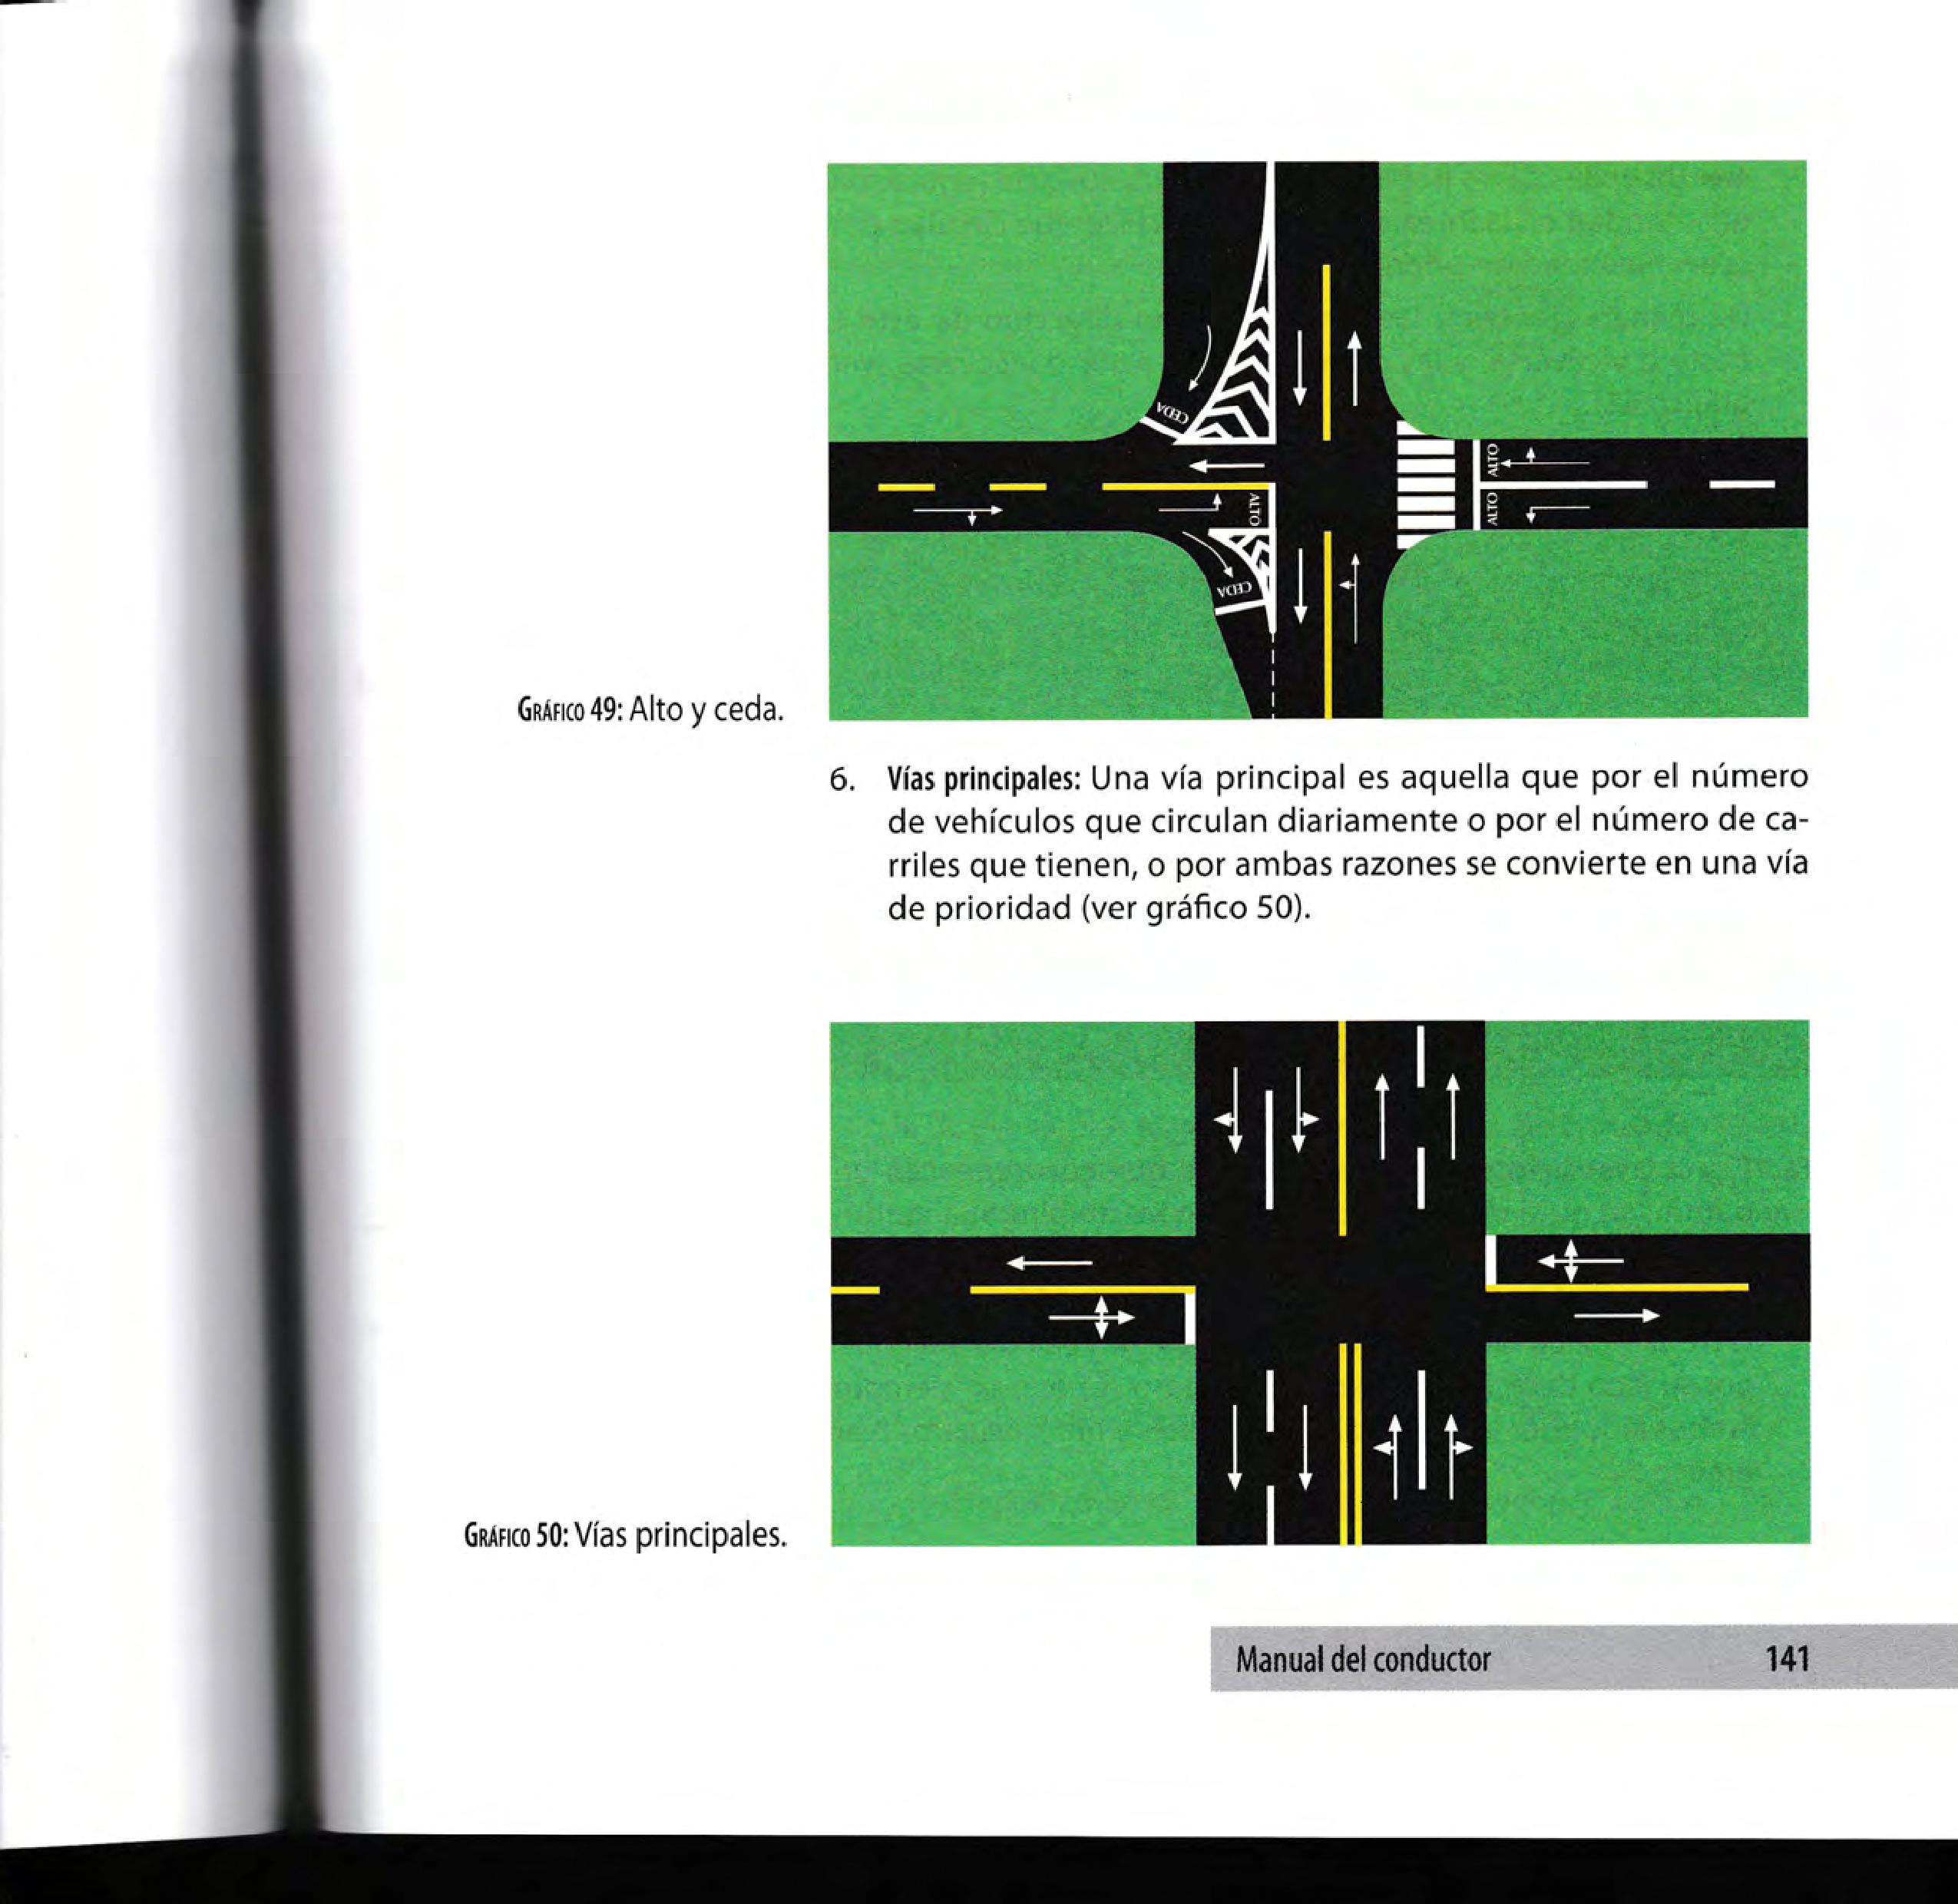 CEDA
ALTO
ALTO
ALTO
CEDA
GRÁFICO 49: Alto y ceda.
6. Vías principales: Una vía principal es aquella que por el número
de vehículos que circulan diariamente o por el número de ca-
rriles que tienen, o por ambas razones se convierte en una vía
de prioridad (ver gráfico 50).
GRÁFICO 50: Vías principales.
Manual del conductor 141